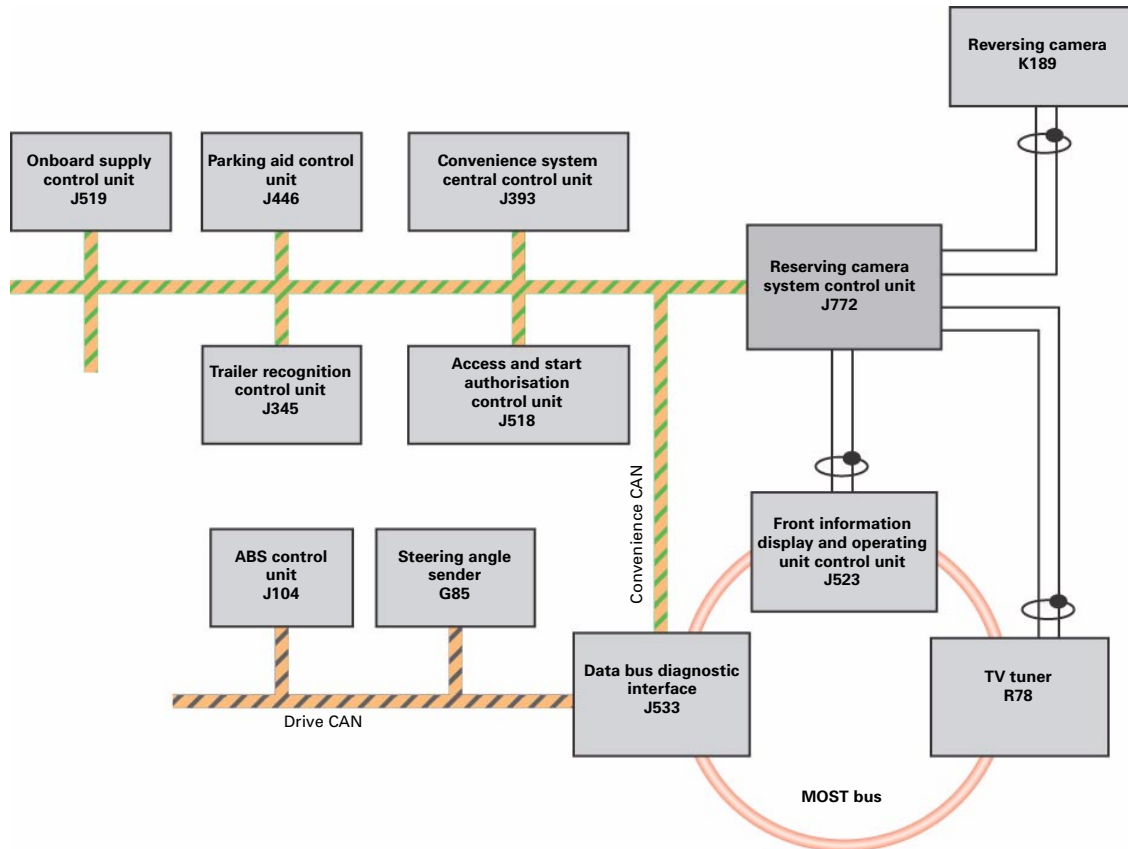 Reversing camera
K189
Onboard supply
control unit
J519
Parking aid control
unit
J446
Convenience system
central control unit
J393
Reserving camera
system control unit
J772
Trailer recognition
control unit
J345
Access and start
authorisation
control unit
J518
Convenience CAN
Front information
display and operating
unit control unit
J523
ABS control
unit
J104
Steering angle
sender
G85
Data bus diagnostic
interface
J533
TV tuner
R78
Drive CAN
MOST bus